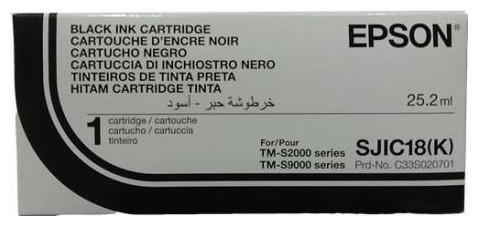 BLACK INK CARTRIDGE
CARTOUCHE D'ENCRE NOIR
CARTUCHO NEGRO
CARTUCCIA DI INCHIOSTRO NERO
TINTEIROS DE TINTA PRETA
HITAM CARTRIDGE TINTA
خرطوشة حبر - أسود
EPSON
25.2ml
1 cartridge / cartouche
cartucho / cartuccia
tinteiro
For/Pour
TM-S2000 series
TM-S9000 series
SJIC18(K)
Prd-No. C33S020701